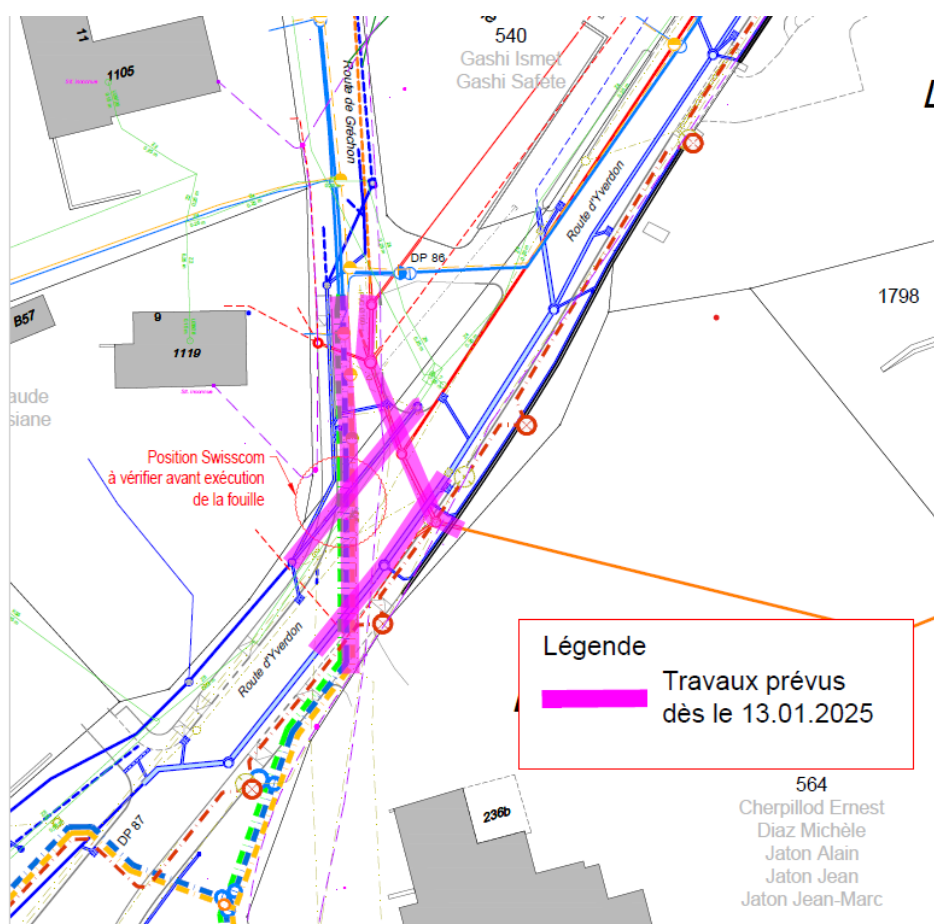 11
1105
540
Gashi Ismet
Gashi Safete
Route de Gréchon
Route d'Yverdon
DP 86
1798
B57
9
1119
aude
siane
Position Swisscom
à vérifier avant exécution
de la fouille
Route d'Yverdon
Légende
Travaux prévus
dès le 13.01.2025
DP 87
236b
564
Cherpillod Ernest
Diaz Michèle
Jaton Alain
Jaton Jean
Jaton Jean-Marc